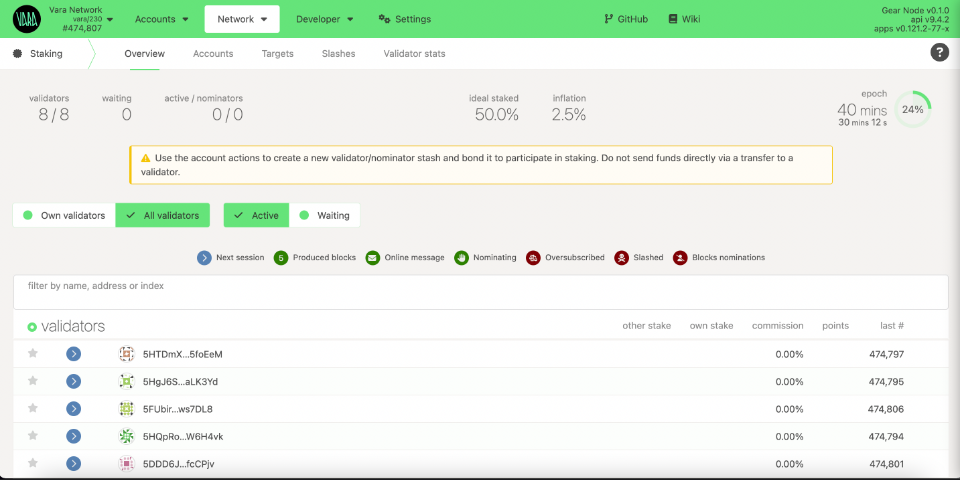 VARA
Vara Network
vara/230
#474,807
Accounts
Network
Developer
Settings
GitHub
Wiki
Gear Node v0.1.0
api v9.4.2
apps v0.121.2-77-x
Staking
Overview
Accounts
Targets
Slashes
Validator stats
?
validators
8/8
waiting
0
active / nominators
0/0
ideal staked
50.0%
inflation
2.5%
epoch
40 mins
30 mins 12 s
24%
Use the account actions to create a new validator/nominator stash and bond it to participate in staking. Do not send funds directly via a transfer to a
validator.
Own validators
All validators
Active
Waiting
Next session
5 Produced blocks
Online message
Nominating
Oversubscribed
Slashed
Blocks nominations
filter by name, address or index
validators other stake own stake commission points last #
5HTDmX...5foEeM 0.00% 474,797
5HgJ6S...aLK3Yd 0.00% 474,795
5FUbir...ws7DL8 0.00% 474,806
5HQpRo...W6H4vk 0.00% 474,794
5DDD6J...fcCPjv 0.00% 474,801